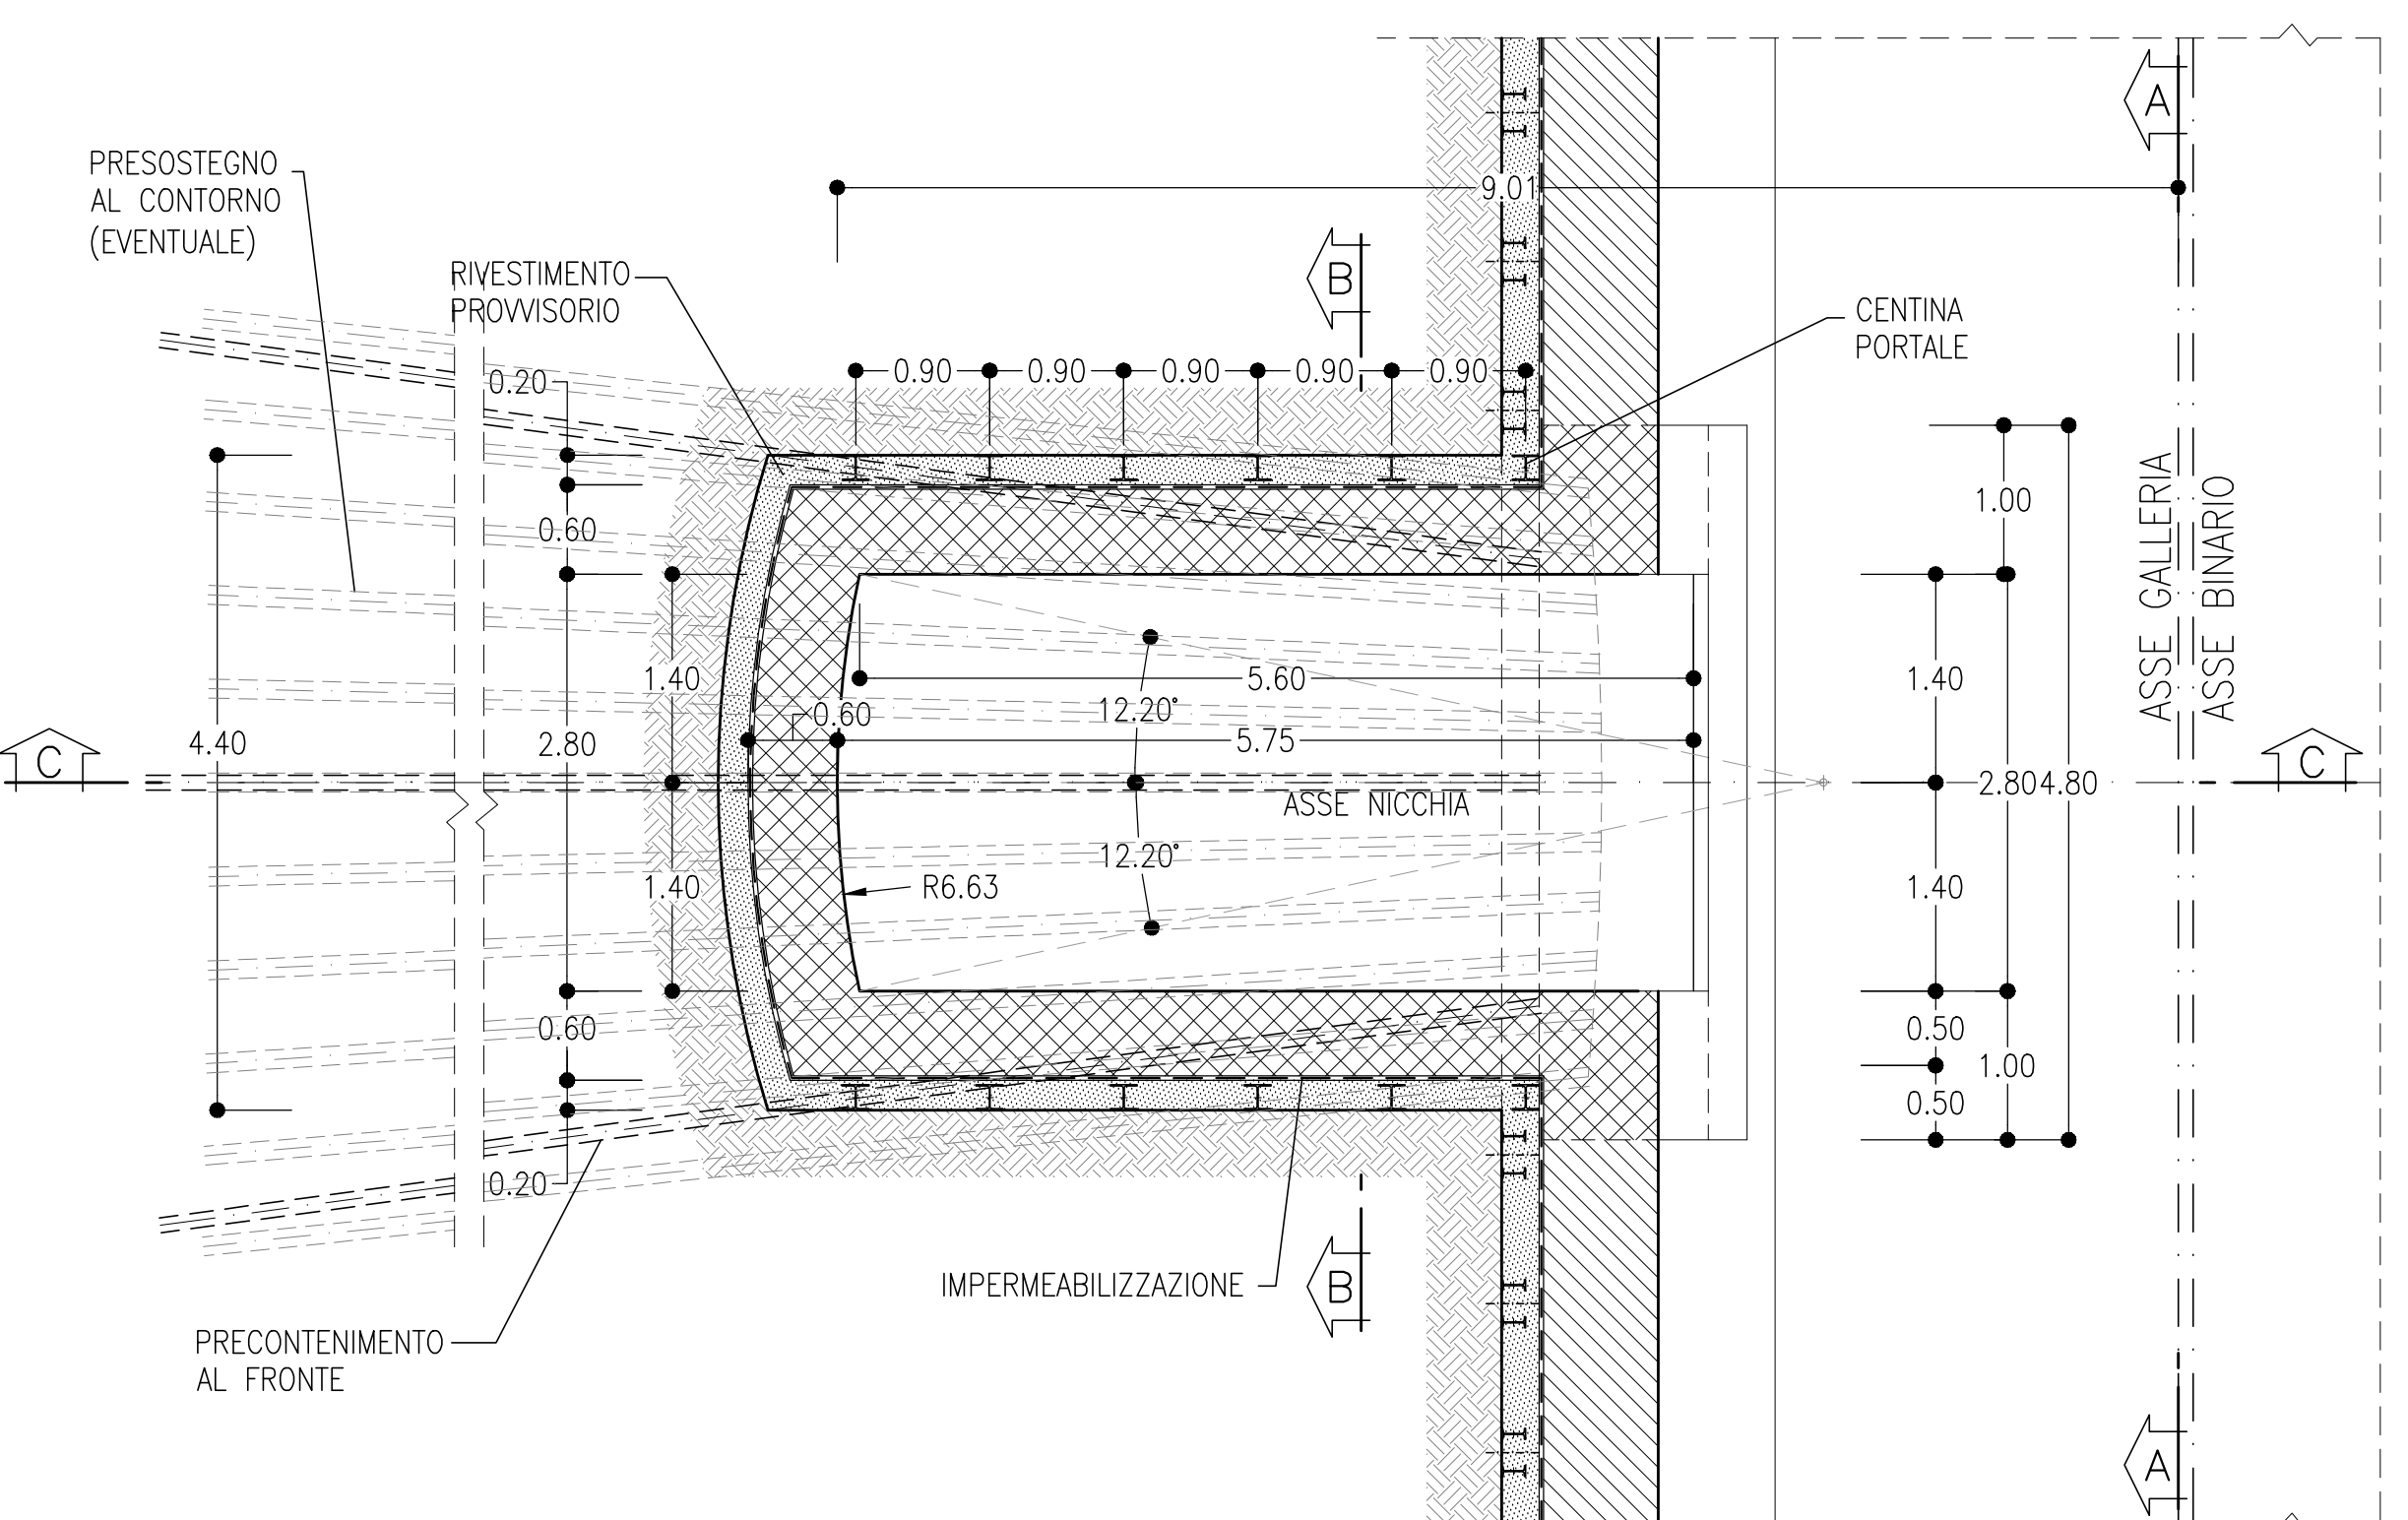 A
PRESOSTEGNO
AL CONTORNO
(EVENTUALE)
9.01
RIVESTIMENTO
PROVVISORIO
B
CENTINA
PORTALE
0.20
0.90
0.90
0.90
0.90
0.90
1.00
0.60
ASSE GALLERIA
ASSE BINARIO
1.40
5.60
1.40
12.20°
0.60
4.40
2.80
5.75
C
C
2.80
4.80
ASSE NICCHIA
12.20°
1.40
R6.63
1.40
0.60
0.50
1.00
0.50
0.20
IMPERMEABILIZZAZIONE
B
PRECONTENIMENTO
AL FRONTE
A